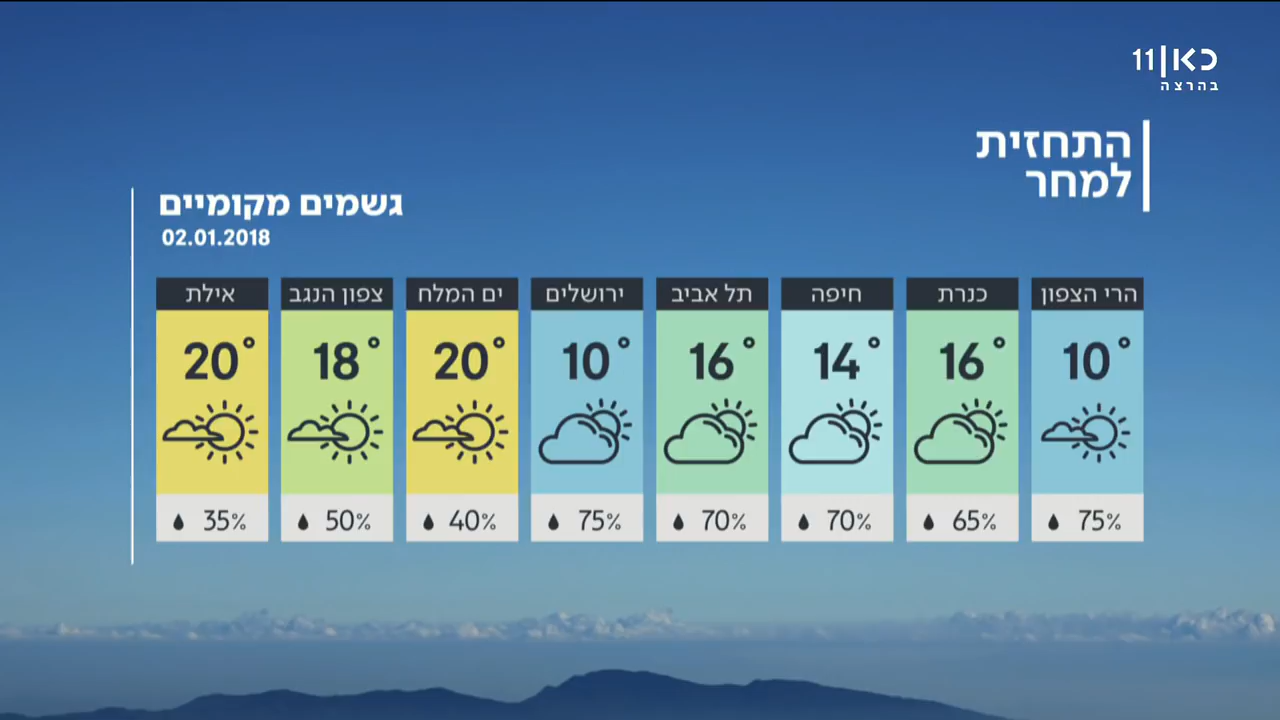 כאן 11
בהרצה
התחזית
למחר
גשמים מקומיים
02.01.2018
הרי הצפון
10°
75%
כנרת
16°
65%
חיפה
14°
70%
תל אביב
16°
70%
ירושלים
10°
75%
ים המלח
20°
40%
צפון הנגב
18°
50%
אילת
20°
35%